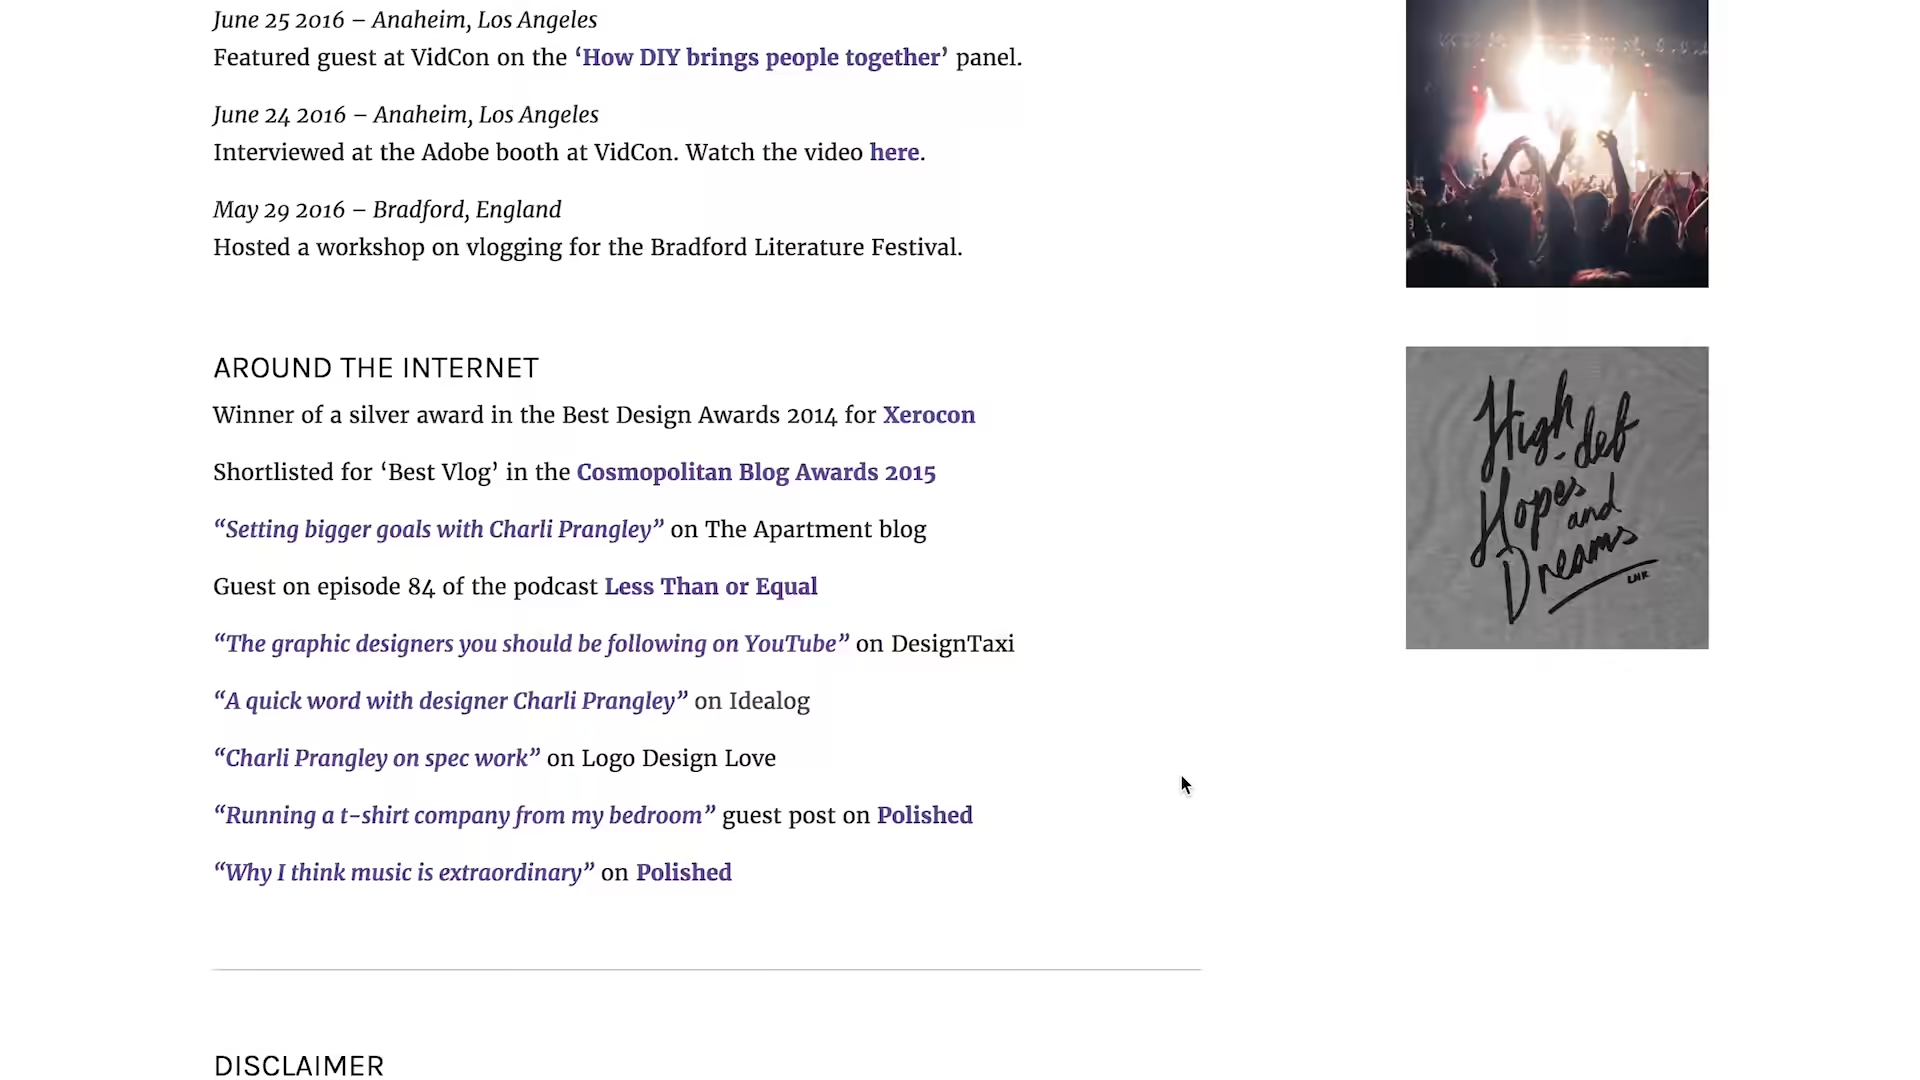 June 25 2016 – Anaheim, Los Angeles
Featured guest at VidCon on the ‘How DIY brings people together’ panel.
June 24 2016 – Anaheim, Los Angeles
Interviewed at the Adobe booth at VidCon. Watch the video here.
May 29 2016 – Bradford, England
Hosted a workshop on vlogging for the Bradford Literature Festival.
AROUND THE INTERNET
Winner of a silver award in the Best Design Awards 2014 for Xerocon
Shortlisted for ‘Best Vlog’ in the Cosmopolitan Blog Awards 2015
“Setting bigger goals with Charli Prangley” on The Apartment blog
Guest on episode 84 of the podcast Less Than or Equal
“The graphic designers you should be following on YouTube” on DesignTaxi
“A quick word with designer Charli Prangley” on Idealog
“Charli Prangley on spec work” on Logo Design Love
“Running a t-shirt company from my bedroom” guest post on Polished
“Why I think music is extraordinary” on Polished
DISCLAIMER
High
-def
Hopes
and
Dreams